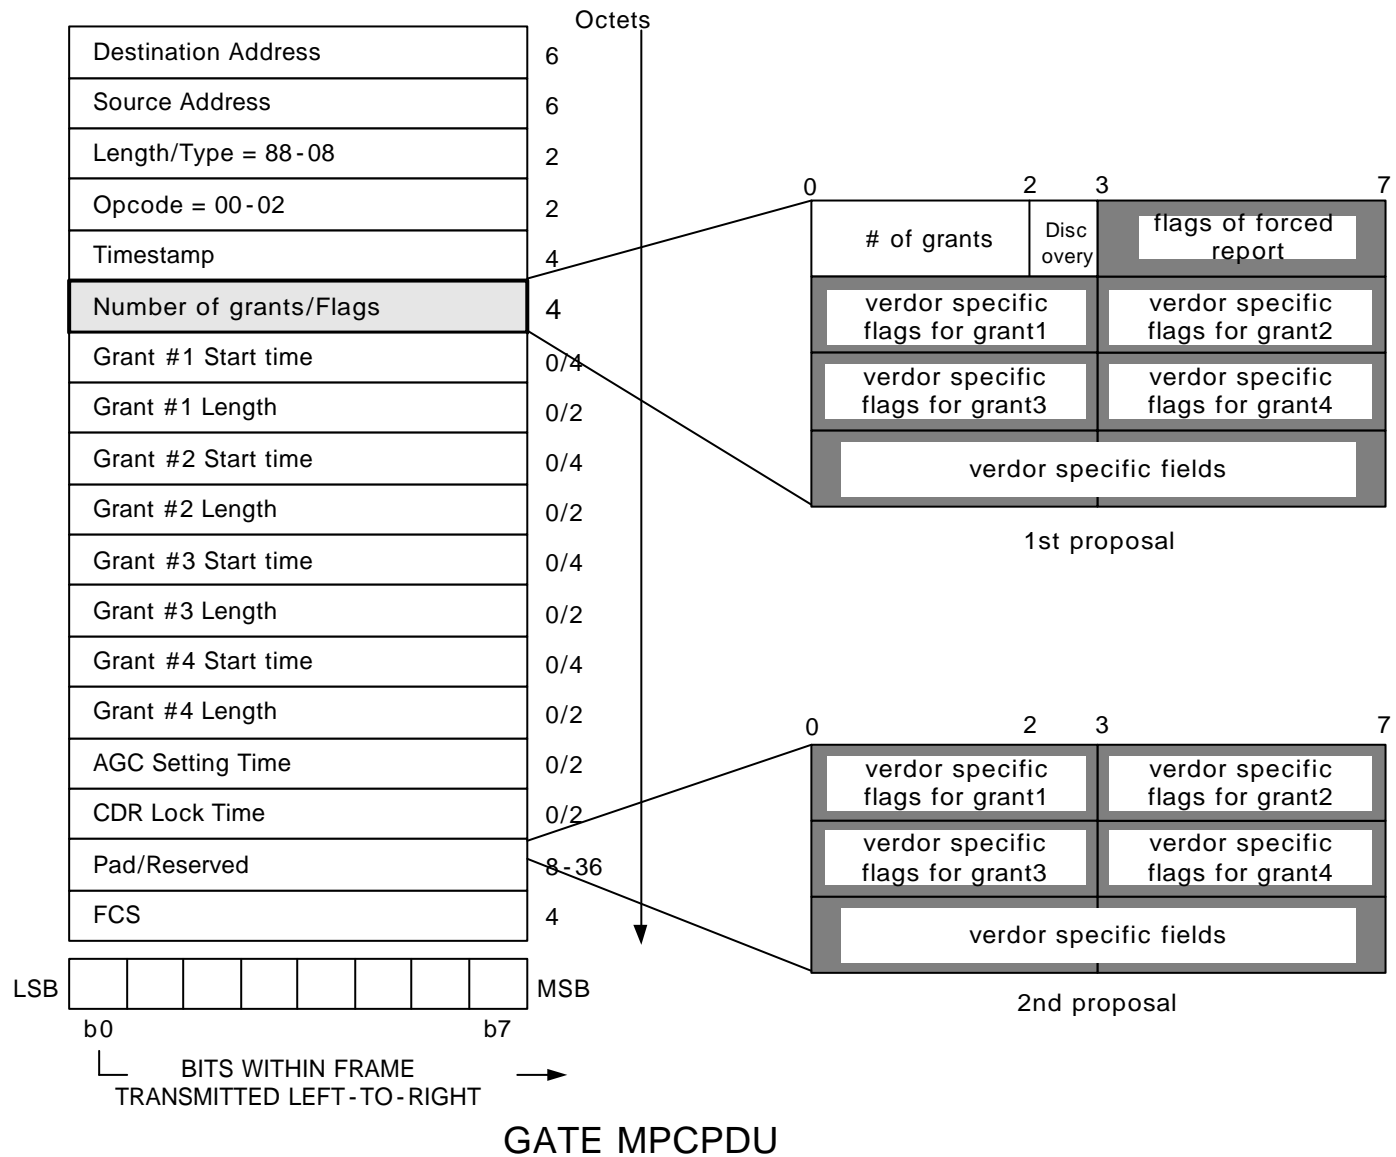 Octets
Destination Address 6
Source Address 6
Length/Type = 88-08 2
Opcode = 00-02 2
Timestamp 4
Number of grants/Flags 4
Grant #1 Start time 0/4
Grant #1 Length 0/2
Grant #2 Start time 0/4
Grant #2 Length 0/2
Grant #3 Start time 0/4
Grant #3 Length 0/2
Grant #4 Start time 0/4
Grant #4 Length 0/2
AGC Setting Time 0/2
CDR Lock Time 0/2
Pad/Reserved 8-36
FCS 4
LSB MSB
b0 b7
BITS WITHIN FRAME
TRANSMITTED LEFT-TO-RIGHT
0 2 3 7
# of grants
Disc
overy
flags of forced
report
verdor specific
flags for grant1
verdor specific
flags for grant2
verdor specific
flags for grant3
verdor specific
flags for grant4
verdor specific fields
1st proposal
0 2 3 7
verdor specific
flags for grant1
verdor specific
flags for grant2
verdor specific
flags for grant3
verdor specific
flags for grant4
verdor specific fields
2nd proposal
GATE MPCPDU